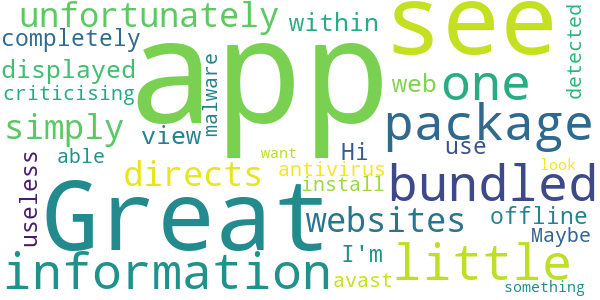 unfortunately
within
see
detected
completely
app
displayed
malware
web
one
criticising
simply
view
package
Hi
use
useless
able
want
look
directs
antivirus
install
bundled
Great
websites
offline
Maybe
information
I'm
little
avast
something